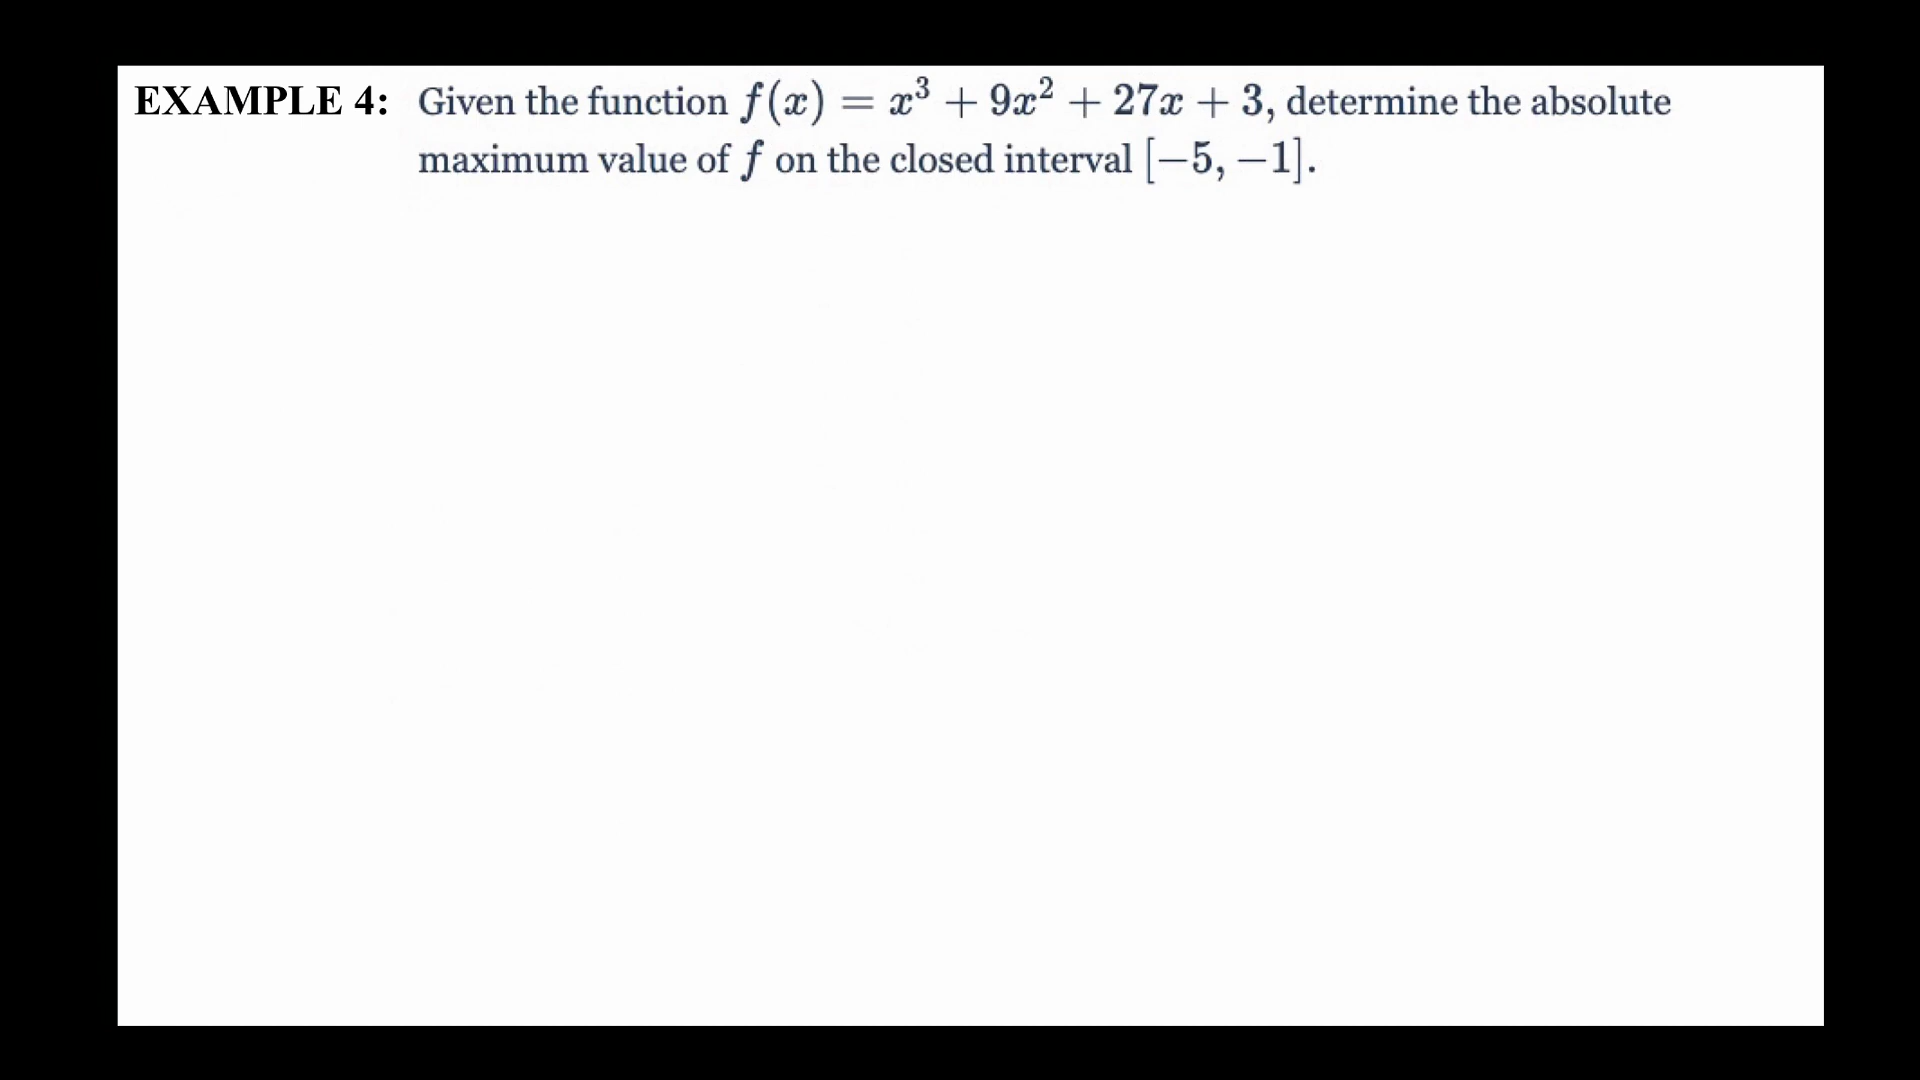 EXAMPLE 4: Given the function f(x) = x³ + 9x² + 27x + 3, determine the absolute
maximum value of f on the closed interval [−5, −1].